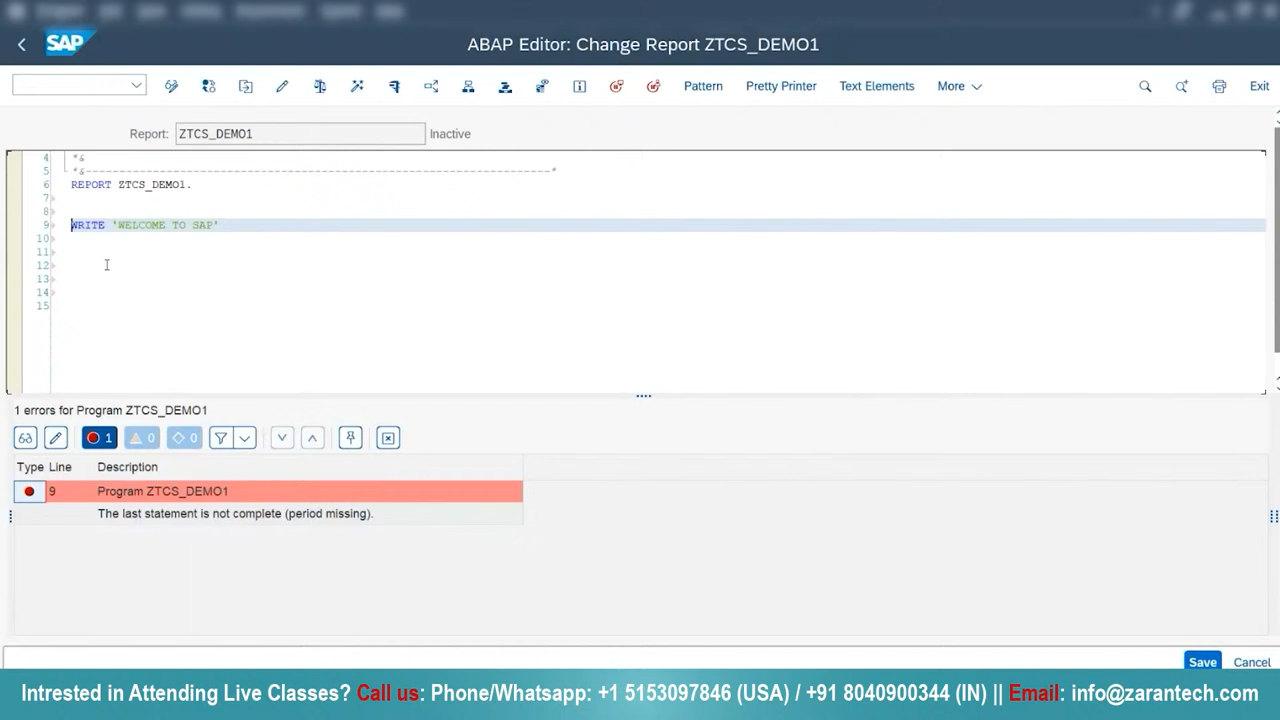 SAP
ABAP Editor: Change Report ZTCS_DEMO1
Pattern Pretty Printer Text Elements More Exit
Report: ZTCS_DEMO1 Inactive
4 *&
5 *&---------------------------------------------------------------------*
6 REPORT ZTCS_DEMO1.
7
8
9 WRITE 'WELCOME TO SAP'
10
11
12
13
14
15
1 errors for Program ZTCS_DEMO1
1 0 0
Type Line Description
9 Program ZTCS_DEMO1
The last statement is not complete (period missing).
Save Cancel
Intrested in Attending Live Classes? Call us: Phone/Whatsapp: +1 5153097846 (USA) / +91 8040900344 (IN) || Email: info@zarantech.com